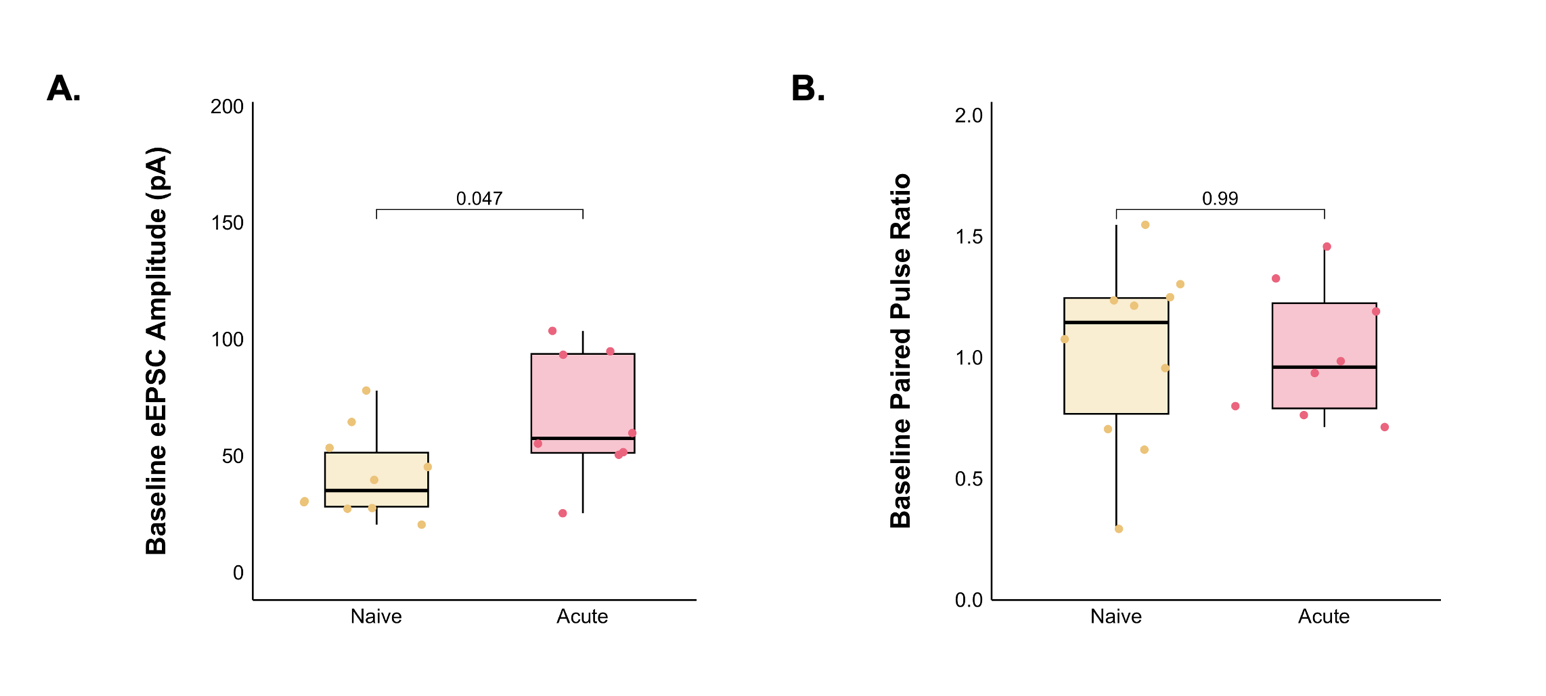 A.
Baseline eEPSC Amplitude (pA)
200
150
100
50
0
0.047
Naive
Acute
B.
Baseline Paired Pulse Ratio
2.0
1.5
1.0
0.5
0.0
0.99
Naive
Acute